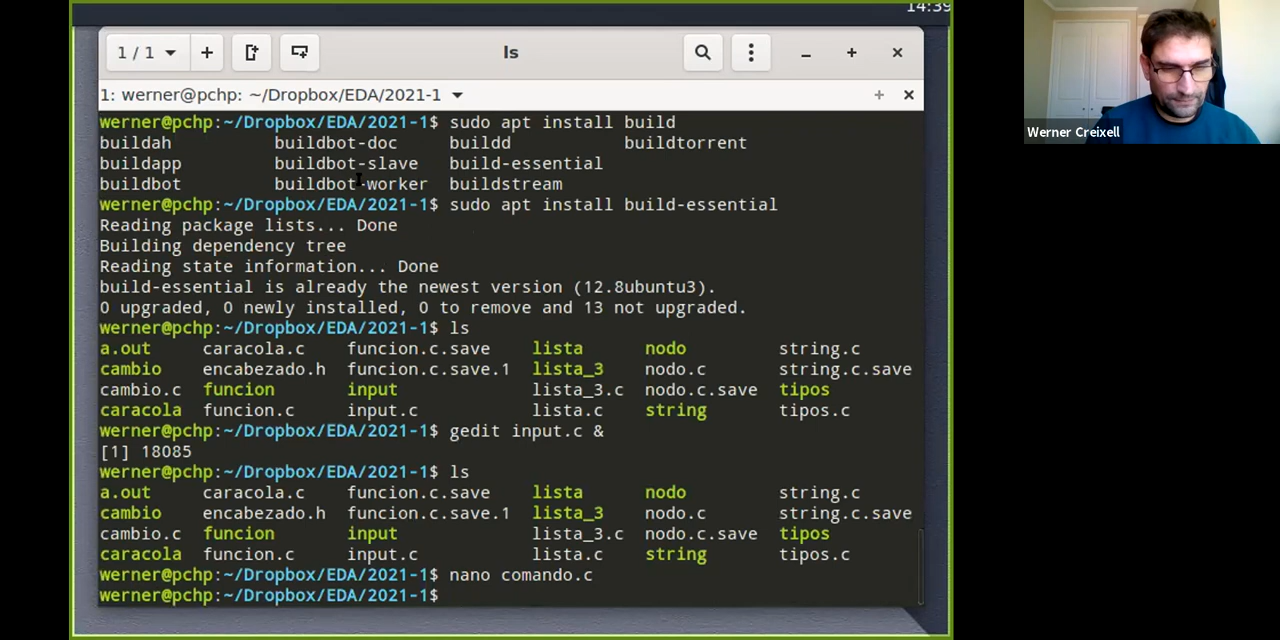 14:39
1 / 1
ls
1: werner@pchp: ~/Dropbox/EDA/2021-1
werner@pchp:~/Dropbox/EDA/2021-1$ sudo apt install build
buildah buildbot-doc buildd buildtorrent
buildapp buildbot-slave build-essential
buildbot buildbot-worker buildstream
werner@pchp:~/Dropbox/EDA/2021-1$ sudo apt install build-essential
Reading package lists... Done
Building dependency tree
Reading state information... Done
build-essential is already the newest version (12.8ubuntu3).
0 upgraded, 0 newly installed, 0 to remove and 13 not upgraded.
werner@pchp:~/Dropbox/EDA/2021-1$ ls
a.out caracola.c funcion.c.save lista nodo string.c
cambio encabezado.h funcion.c.save.1 lista_3 nodo.c string.c.save
cambio.c funcion input lista_3.c nodo.c.save tipos
caracola funcion.c input.c lista.c string tipos.c
werner@pchp:~/Dropbox/EDA/2021-1$ gedit input.c &
[1] 18085
werner@pchp:~/Dropbox/EDA/2021-1$ ls
a.out caracola.c funcion.c.save lista nodo string.c
cambio encabezado.h funcion.c.save.1 lista_3 nodo.c string.c.save
cambio.c funcion input lista_3.c nodo.c.save tipos
caracola funcion.c input.c lista.c string tipos.c
werner@pchp:~/Dropbox/EDA/2021-1$ nano comando.c
werner@pchp:~/Dropbox/EDA/2021-1$
Werner Creixell